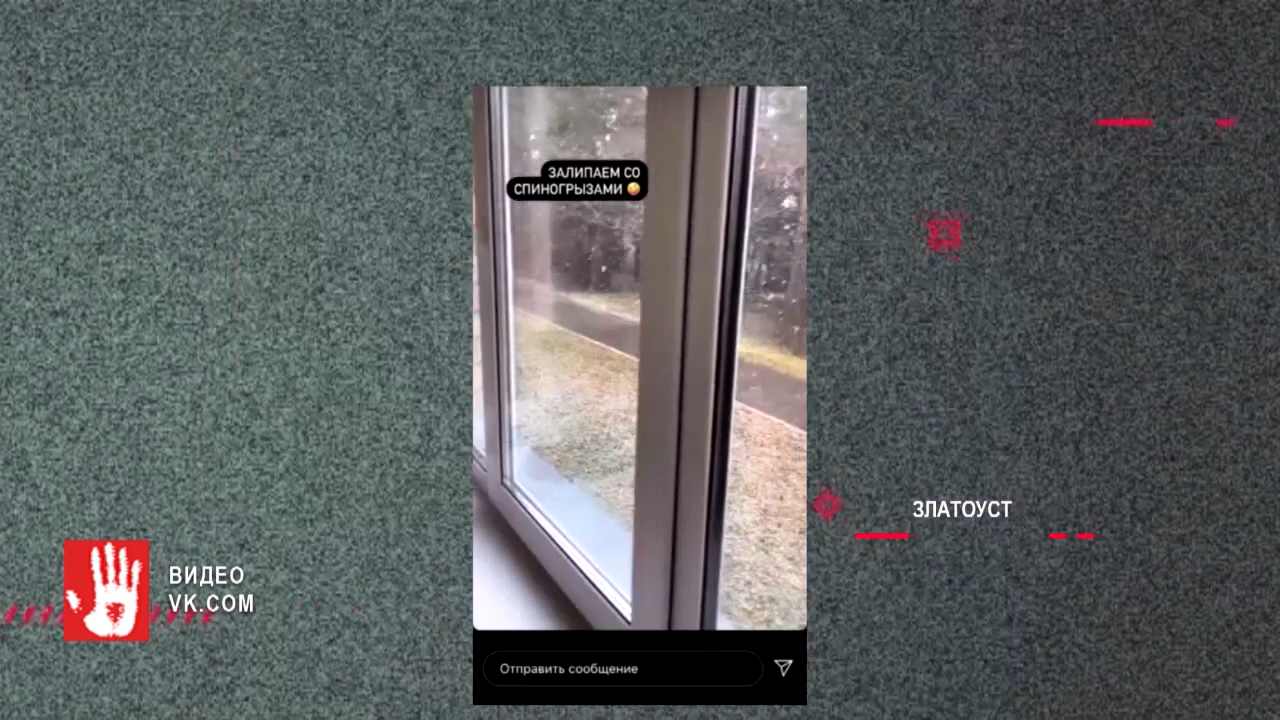 ЗАЛИПАЕМ СО
СПИНОГРЫЗАМИ 🤪
ЗЛАТОУСТ
ВИДЕО
VK.COM
Отправить сообщение